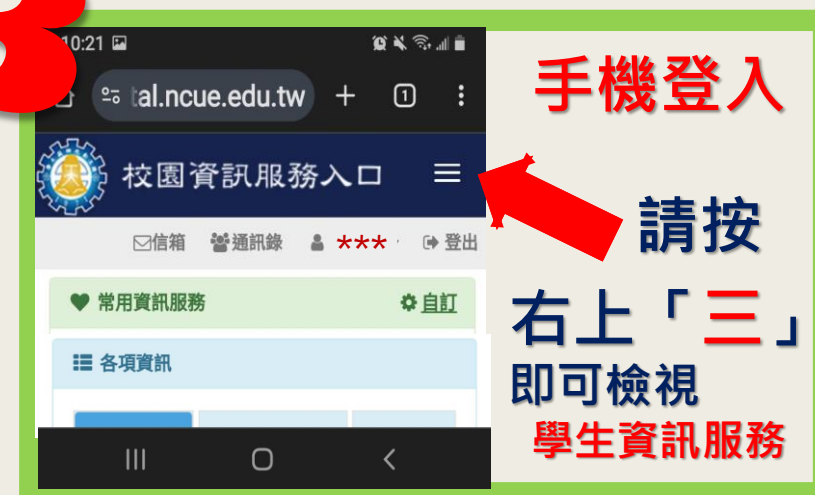 3
10:21
tal.ncue.edu.tw
1
校園資訊服務入口
信箱 通訊錄 *** 登出
常用資訊服務 自訂
各項資訊
手機登入
請按
右上「三」
即可檢視
學生資訊服務